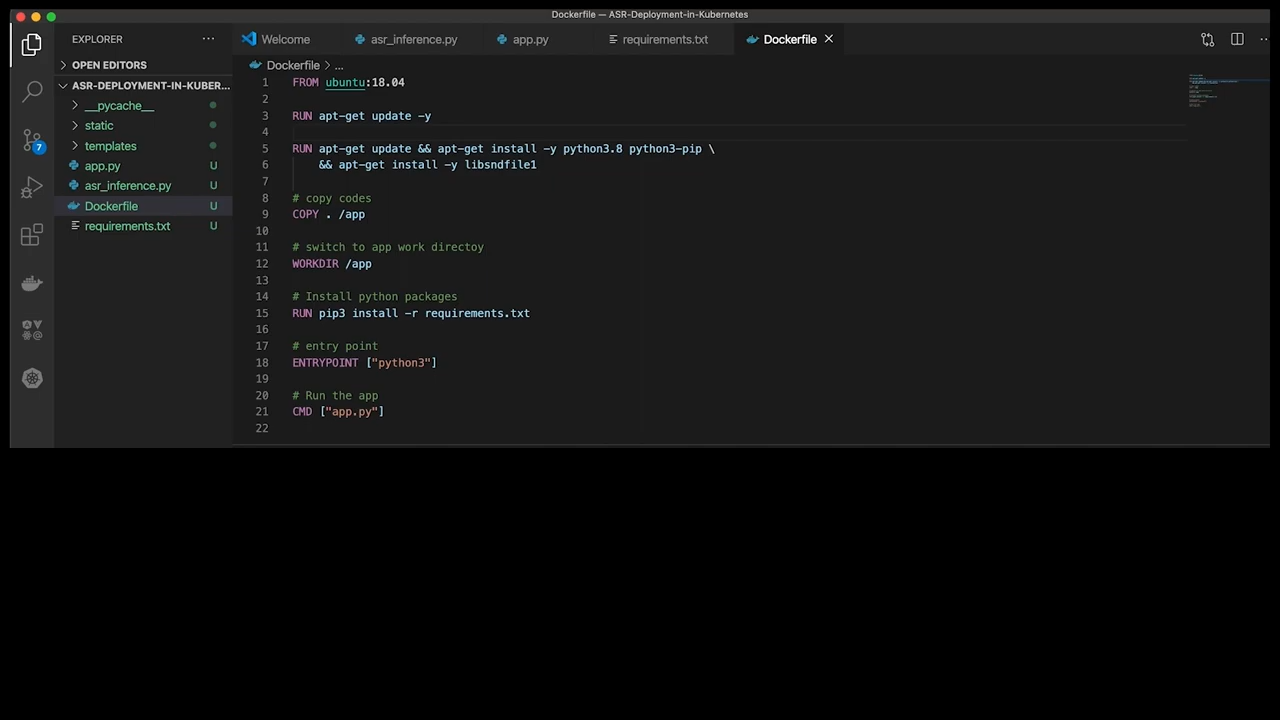 Dockerfile — ASR-Deployment-in-Kubernetes
EXPLORER
Welcome
asr_inference.py
app.py
requirements.txt
Dockerfile
OPEN EDITORS
ASR-DEPLOYMENT-IN-KUBER...
__pycache__
static
templates
app.py U
asr_inference.py U
Dockerfile U
requirements.txt U
7
Dockerfile > ...
1 FROM ubuntu:18.04
2
3 RUN apt-get update -y
4
5 RUN apt-get update && apt-get install -y python3.8 python3-pip \
6 && apt-get install -y libsndfile1
7
8 # copy codes
9 COPY . /app
10
11 # switch to app work directoy
12 WORKDIR /app
13
14 # Install python packages
15 RUN pip3 install -r requirements.txt
16
17 # entry point
18 ENTRYPOINT ["python3"]
19
20 # Run the app
21 CMD ["app.py"]
22